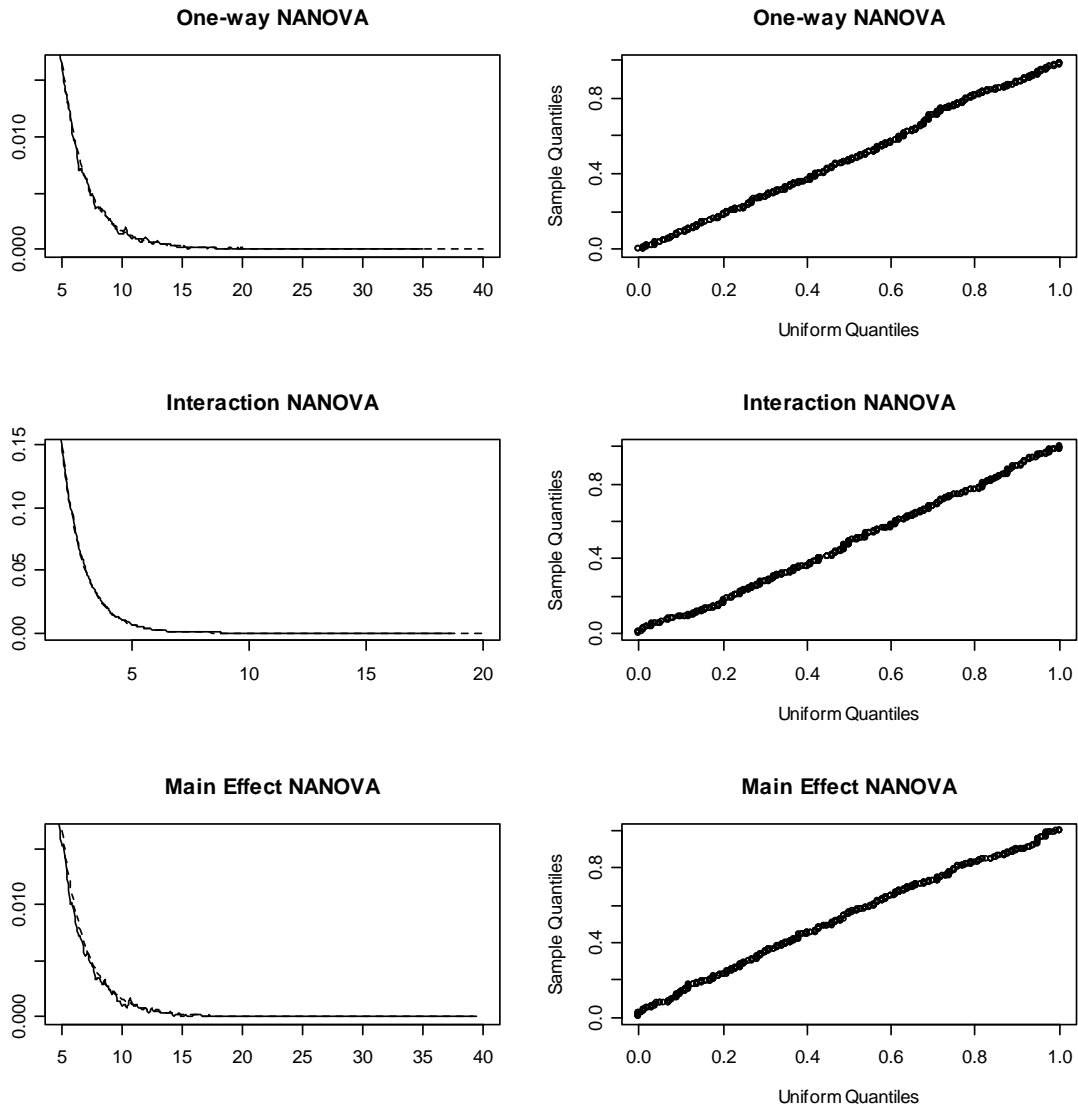 One-way NANOVA
One-way NANOVA
0.000 0.010
5 10 15 20 25 30 35 40
Sample Quantiles
0.0 0.4 0.8
0.0 0.2 0.4 0.6 0.8 1.0
Uniform Quantiles
Interaction NANOVA
Interaction NANOVA
0.00 0.05 0.10 0.15
5 10 15 20
Sample Quantiles
0.0 0.4 0.8
0.0 0.2 0.4 0.6 0.8 1.0
Uniform Quantiles
Main Effect NANOVA
Main Effect NANOVA
0.000 0.010
5 10 15 20 25 30 35 40
Sample Quantiles
0.0 0.4 0.8
0.0 0.2 0.4 0.6 0.8 1.0
Uniform Quantiles